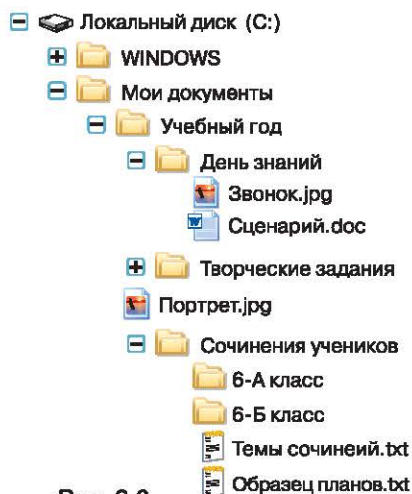 Локальный диск (C:)
WINDOWS
Мои документы
Учебный год
День знаний
Звонок.jpg
Сценарий.doc
Творческие задания
Портрет.jpg
Сочинения учеников
6-А класс
6-Б класс
Темы сочинеий.txt
Образец планов.txt